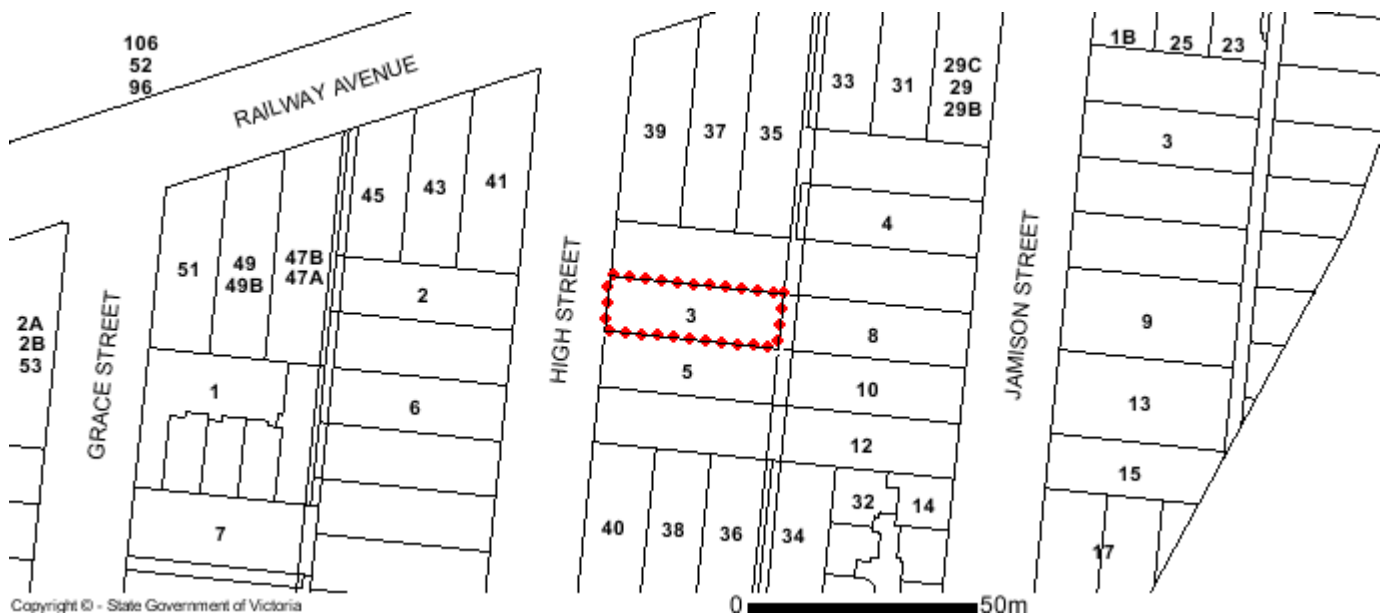 106
52
96
RAILWAY AVENUE
1B
25
23
33
31
29C
29
29B
39
37
35
3
45
43
41
4
51
49
49B
47B
47A
2
HIGH STREET
JAMISON STREET
GRACE STREET
2A
2B
53
3
8
9
5
10
1
6
13
12
15
7
40
38
36
34
32
14
17
Copyright © - State Government of Victoria
0
50m